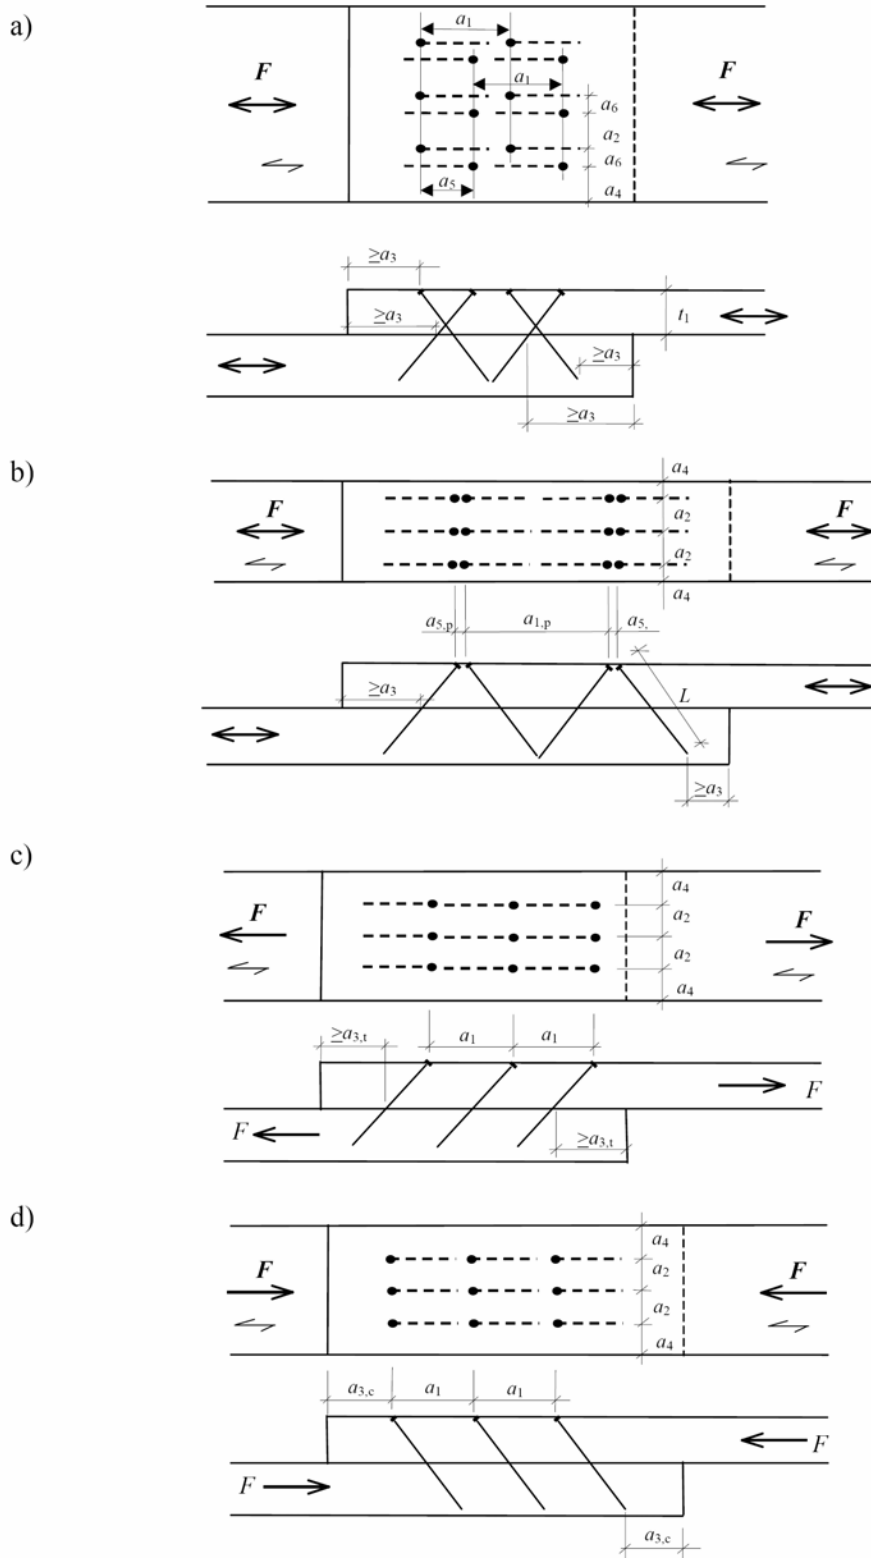 a)
a1
F
F
a1
a6
a2
a6
a5
a4
≥a3
≥a3
t1
≥a3
≥a3
b)
a4
F
F
a2
a2
a4
a5,p
a1,p
a5,
≥a3
L
≥a3
c)
a4
F
F
a2
a2
a4
≥a3,t
a1
a1
F
F
≥a3,t
d)
a4
F
F
a2
a2
a4
a3,c
a1
a1
F
F
a3,c